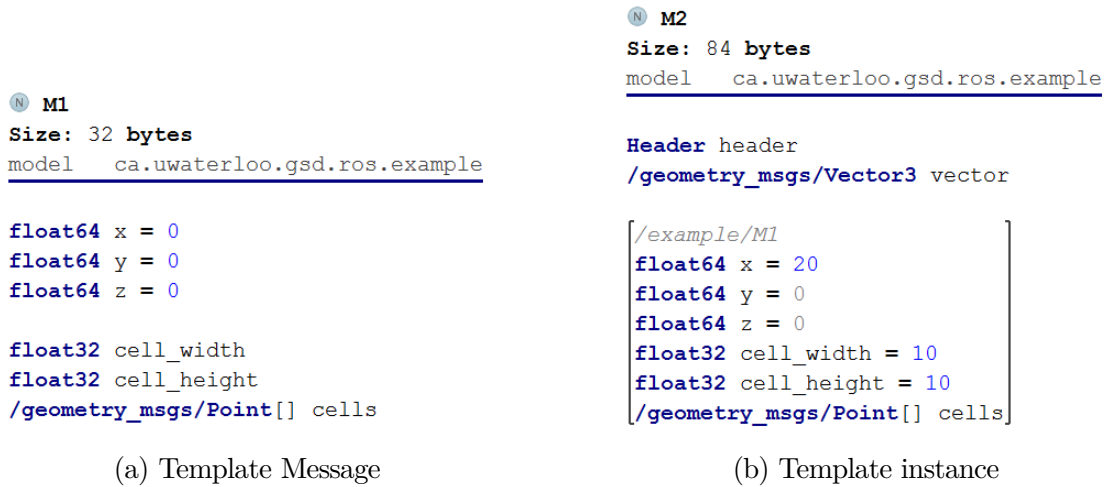 N M1
Size: 32 bytes
model ca.uwaterloo.gsd.ros.example
float64 x = 0
float64 y = 0
float64 z = 0
float32 cell_width
float32 cell_height
/geometry_msgs/Point[] cells
(a) Template Message
N M2
Size: 84 bytes
model ca.uwaterloo.gsd.ros.example
Header header
/geometry_msgs/Vector3 vector
/example/M1
float64 x = 20
float64 y = 0
float64 z = 0
float32 cell_width = 10
float32 cell_height = 10
/geometry_msgs/Point[] cells
(b) Template instance